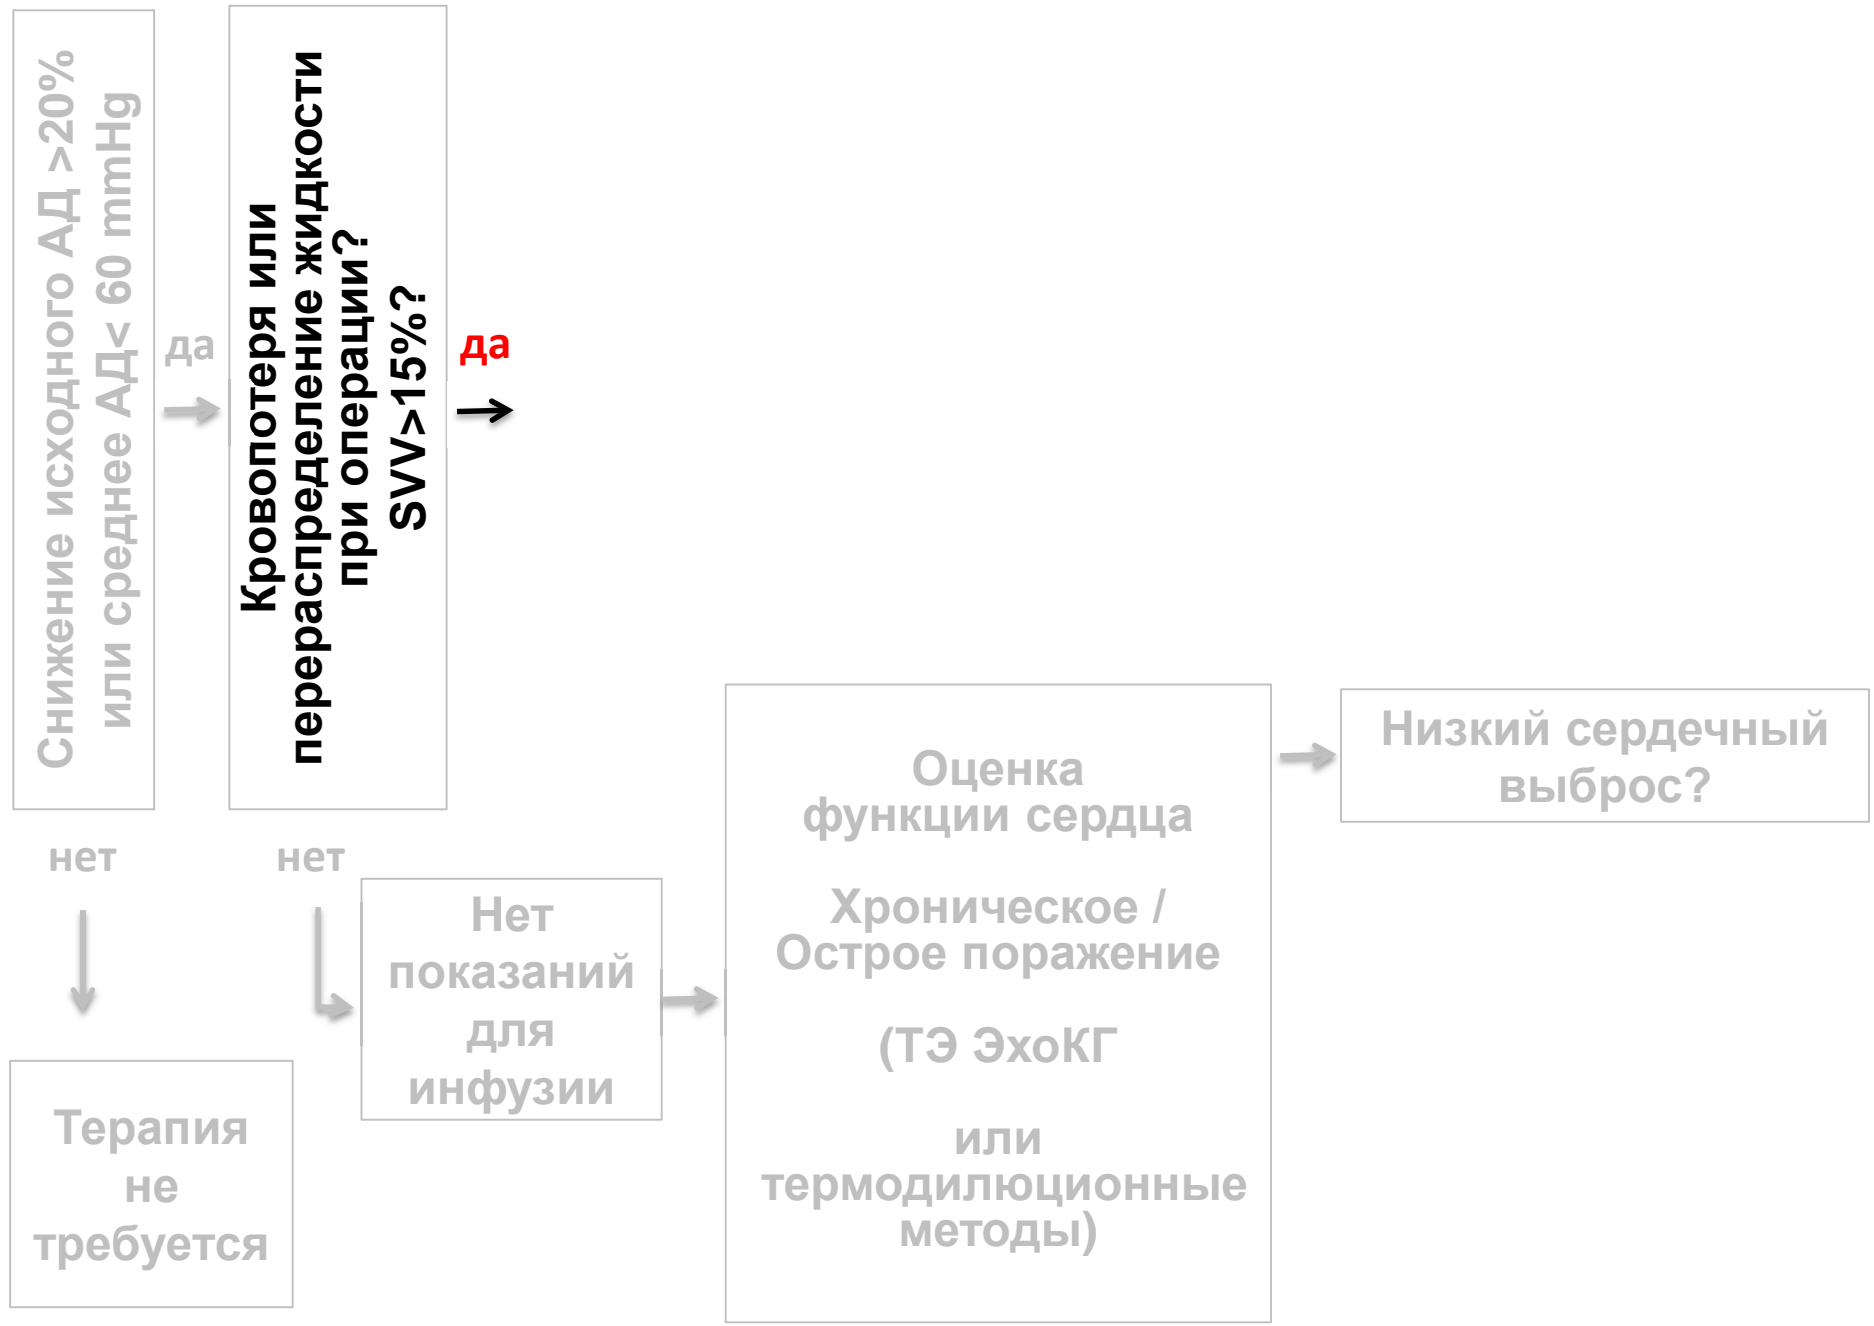 Снижение исходного АД >20%
или среднее АД< 60 mmHg
да
Кровопотеря или
перераспределение жидкости
при операции?
SVV>15%?
да
нет
нет
Терапия
не
требуется
Нет
показаний
для
инфузии
Оценка
функции сердца
Хроническое /
Острое поражение
(ТЭ ЭхоКГ
или
термодилюционные
методы)
Низкий сердечный
выброс?